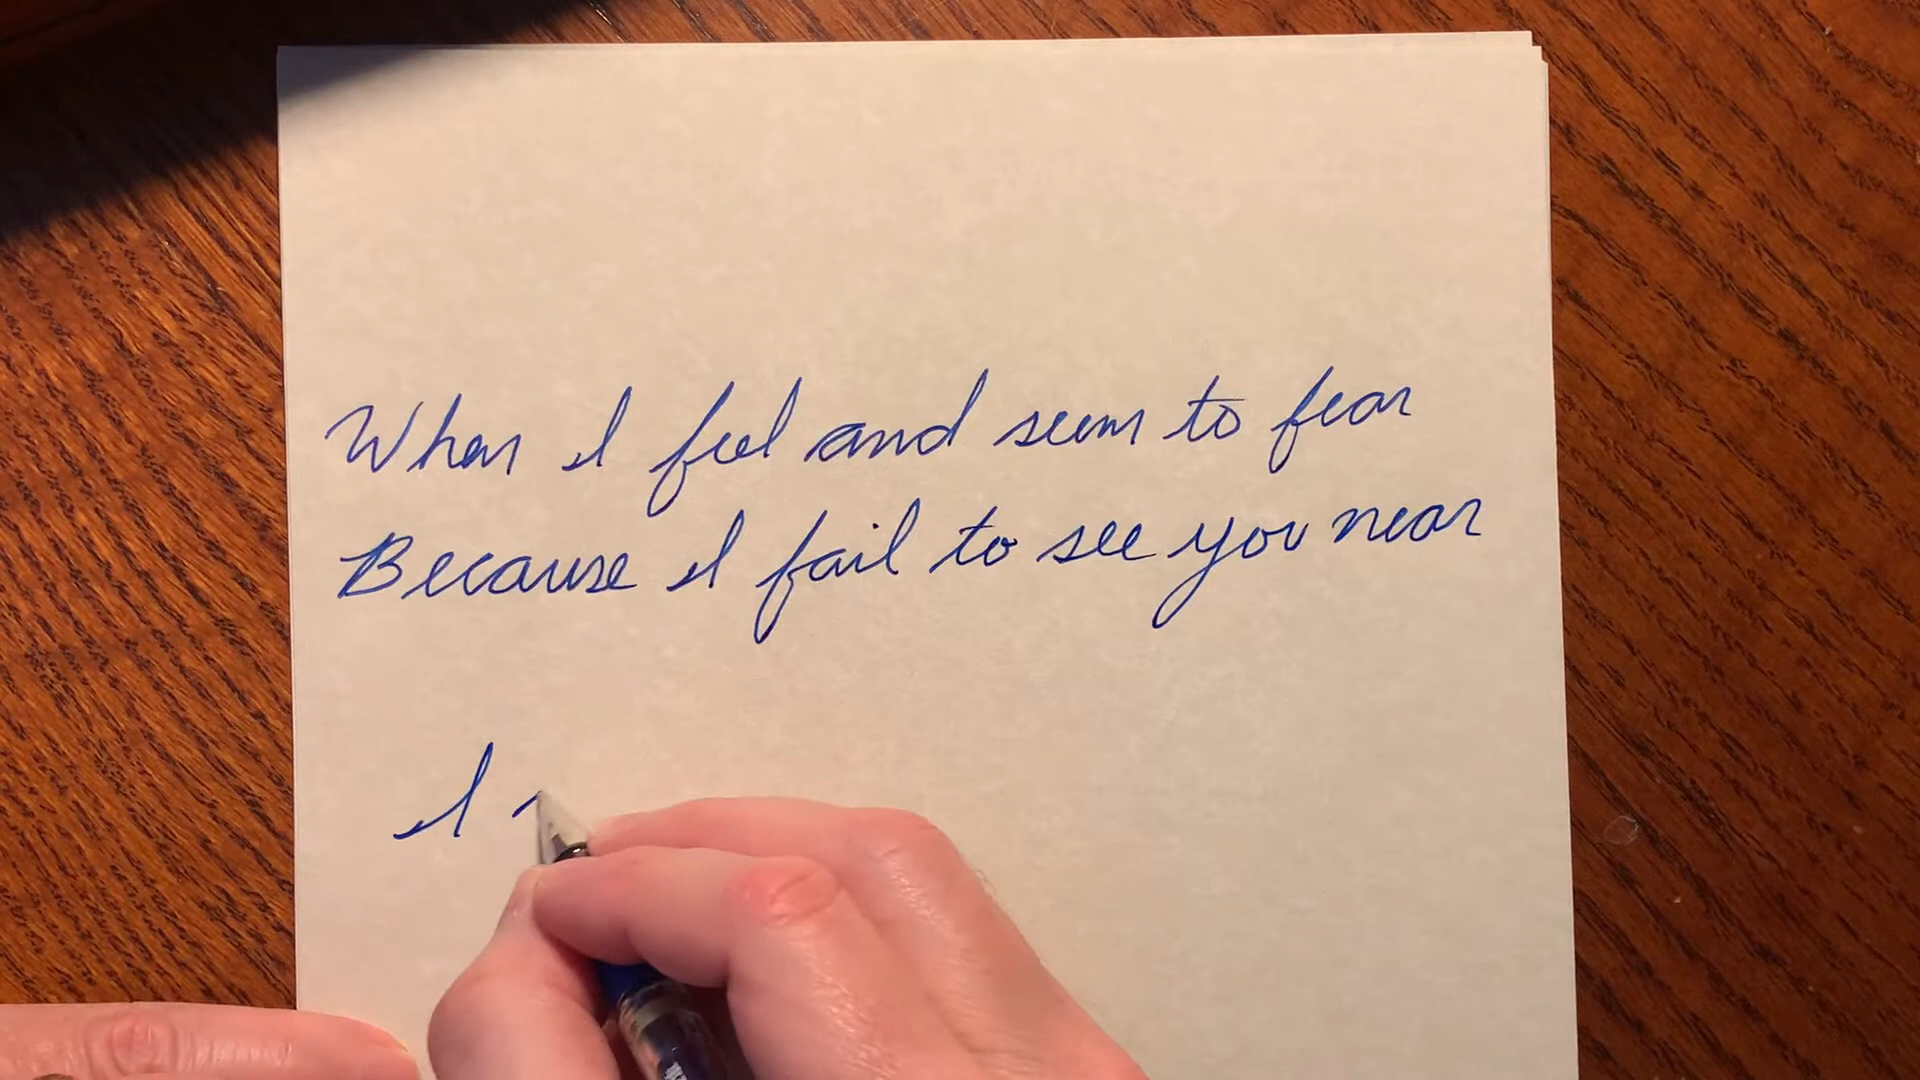 When I feel and seem to fear
Because I fail to see you near
I